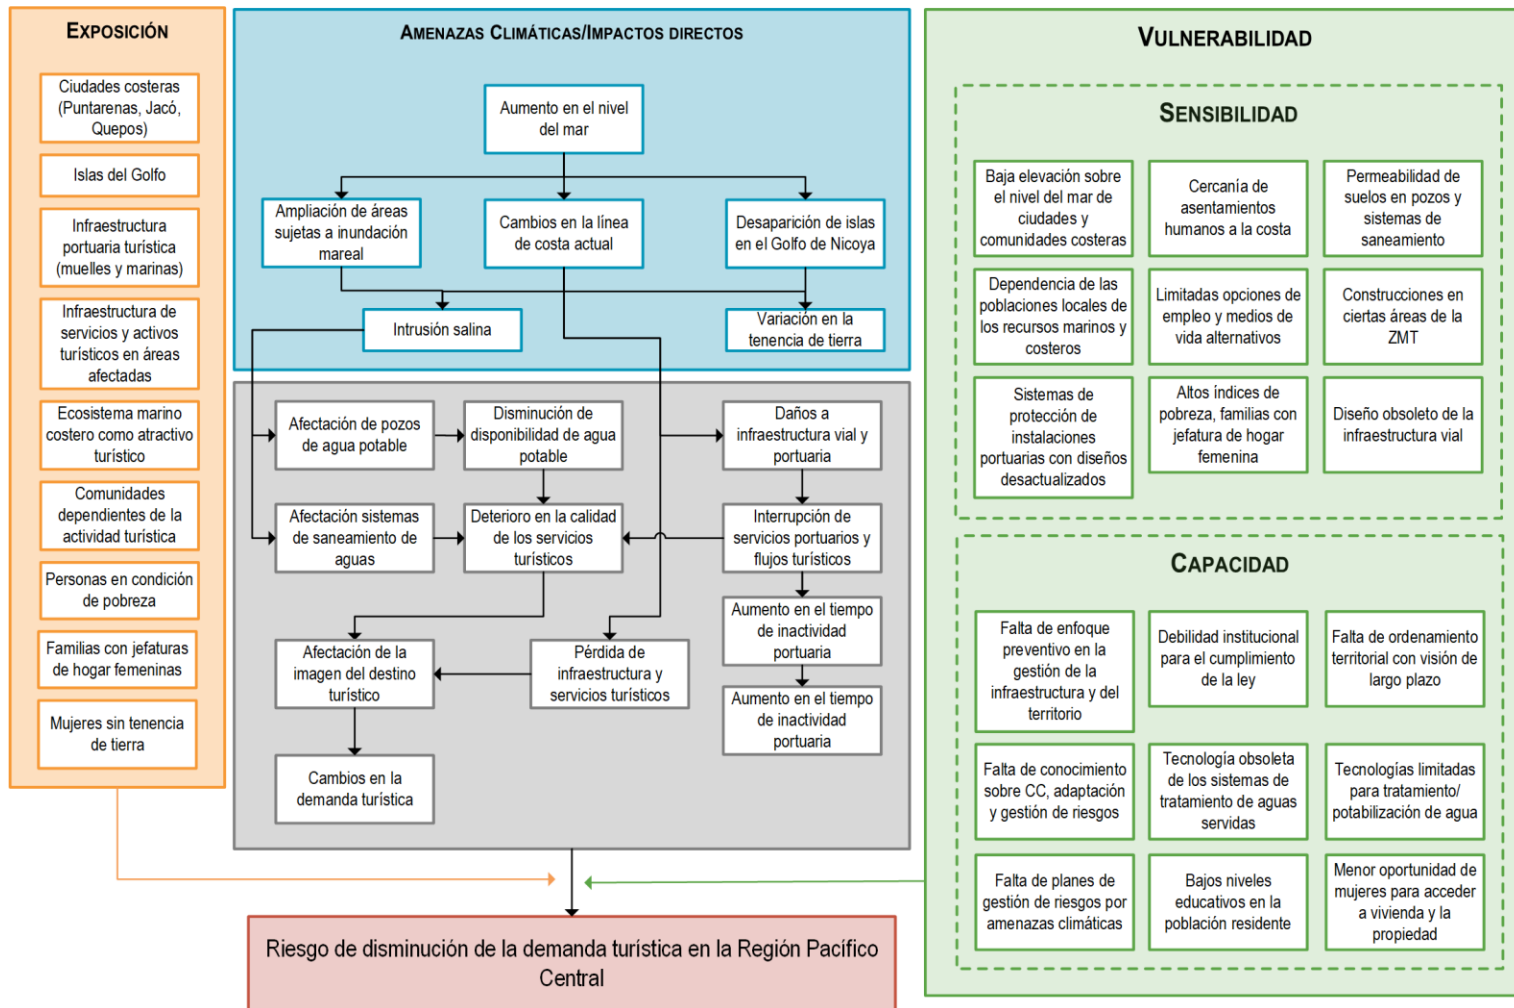 EXPOSICIÓN
Ciudades costeras
(Puntarenas, Jacó,
Quepos)
Islas del Golfo
Infraestructura
portuaria turística
(muelles y marinas)
Infraestructura de
servicios y activos
turísticos en áreas
afectadas
Ecosistema marino
costero como atractivo
turístico
Comunidades
dependientes de la
actividad turística
Personas en condición
de pobreza
Familias con jefaturas
de hogar femeninas
Mujeres sin tenencia
de tierra
AMENAZAS CLIMÁTICAS/IMPACTOS DIRECTOS
Aumento en el nivel
del mar
Ampliación de áreas
sujetas a inundación
mareal
Cambios en la línea
de costa actual
Desaparición de islas
en el Golfo de Nicoya
Intrusión salina
Variación en la
tenencia de tierra
Afectación de pozos
de agua potable
Disminución de
disponibilidad de agua
potable
Daños a
infraestructura vial y
portuaria
Afectación sistemas
de saneamiento de
aguas
Deterioro en la calidad
de los servicios
turísticos
Interrupción de
servicios portuarios y
flujos turísticos
Afectación de la
imagen del destino
turístico
Pérdida de
infraestructura y
servicios turísticos
Aumento en el tiempo
de inactividad
portuaria
Aumento en el tiempo
de inactividad
portuaria
Cambios en la
demanda turística
VULNERABILIDAD
SENSIBILIDAD
Baja elevación sobre
el nivel del mar de
ciudades y
comunidades costeras
Cercanía de
asentamientos
humanos a la costa
Permeabilidad de
suelos en pozos y
sistemas de
saneamiento
Dependencia de las
poblaciones locales de
los recursos marinos y
costeros
Limitadas opciones de
empleo y medios de
vida alternativos
Construcciones en
ciertas áreas de la
ZMT
Sistemas de
protección de
instalaciones
portuarias con diseños
desactualizados
Altos índices de
pobreza, familias con
jefatura de hogar
femenina
Diseño obsoleto de la
infraestructura vial
CAPACIDAD
Falta de enfoque
preventivo en la
gestión de la
infraestructura y del
territorio
Debilidad institucional
para el cumplimiento
de la ley
Falta de ordenamiento
territorial con visión de
largo plazo
Falta de conocimiento
sobre CC, adaptación
y gestión de riesgos
Tecnología obsoleta
de los sistemas de
tratamiento de aguas
servidas
Tecnologías limitadas
para tratamiento/
potabilización de agua
Falta de planes de
gestión de riesgos por
amenazas climáticas
Bajos niveles
educativos en la
población residente
Menor oportunidad de
mujeres para acceder
a vivienda y la
propiedad
Riesgo de disminución de la demanda turística en la Región Pacífico
Central